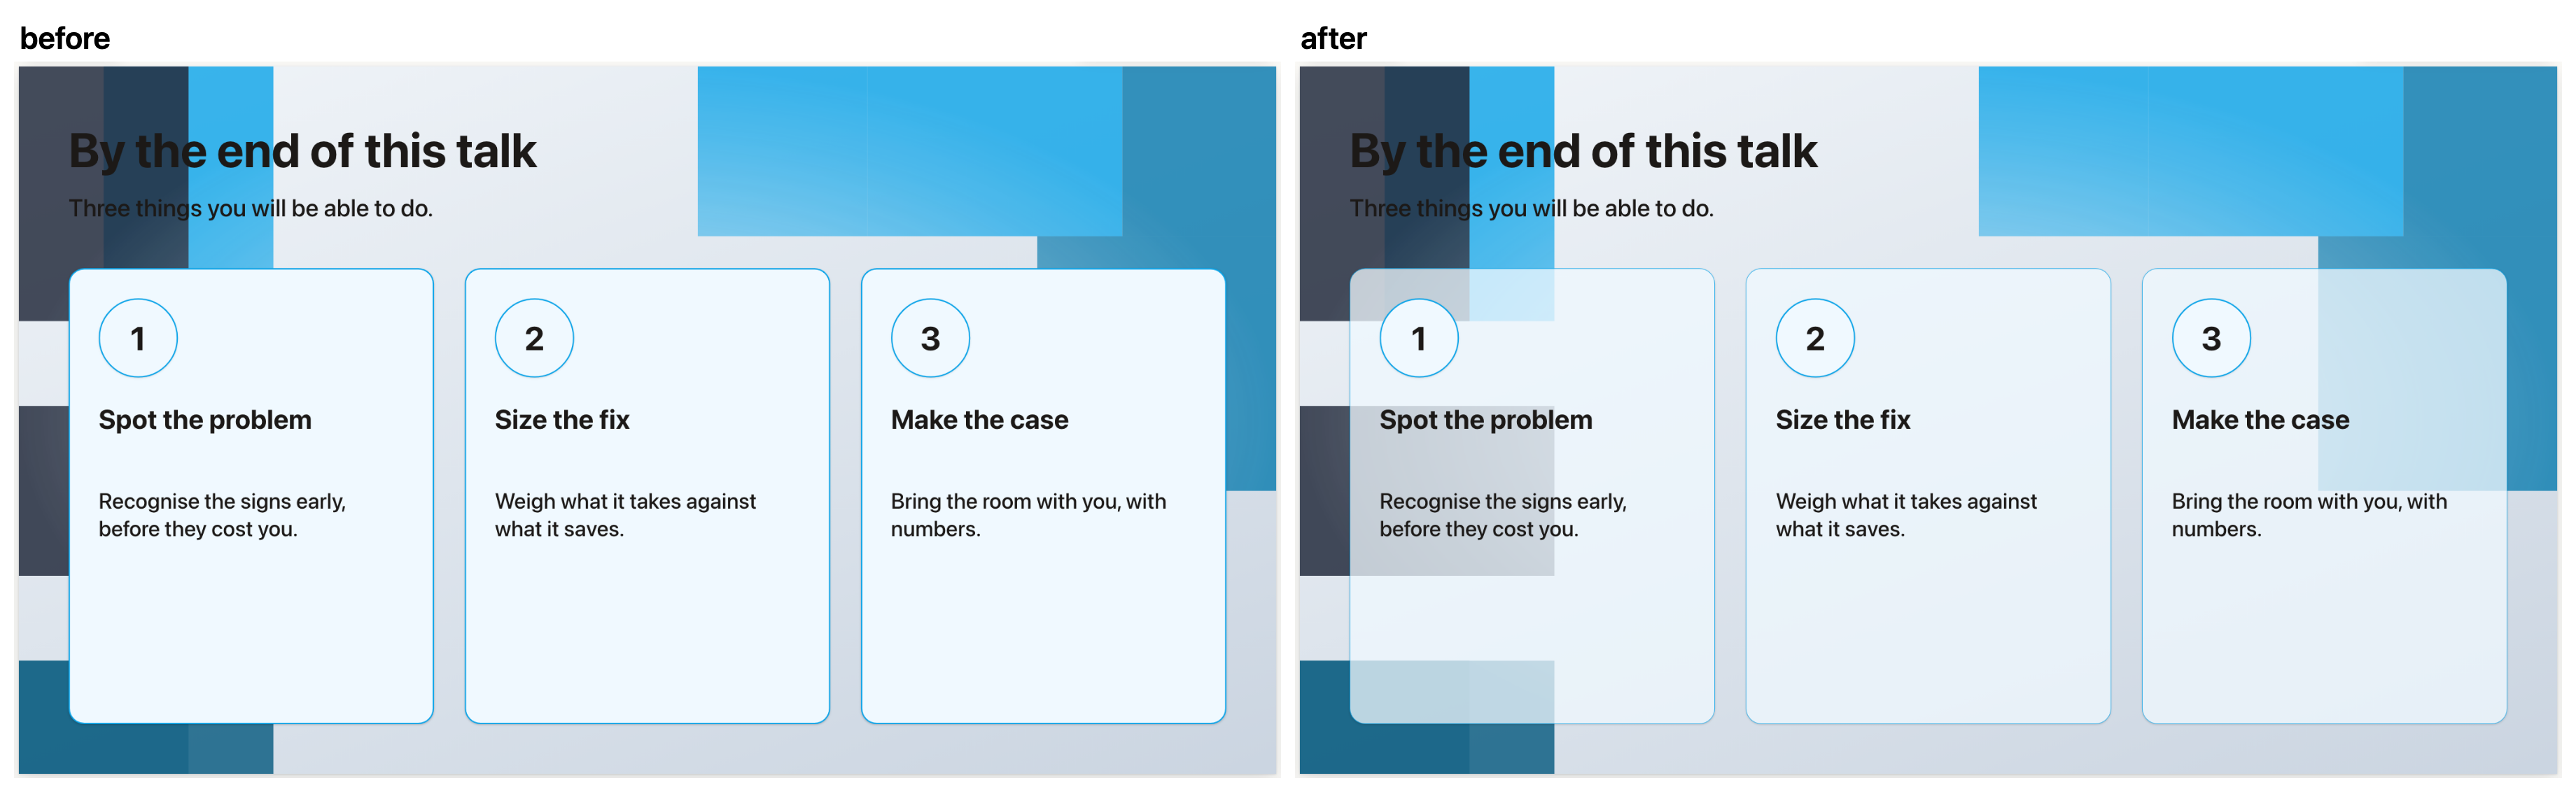 before
By the end of this talk
Three things you will be able to do.
1
Spot the problem
Recognise the signs early,
before they cost you.
2
Size the fix
Weigh what it takes against
what it saves.
3
Make the case
Bring the room with you, with
numbers.
after
By the end of this talk
Three things you will be able to do.
1
Spot the problem
Recognise the signs early,
before they cost you.
2
Size the fix
Weigh what it takes against
what it saves.
3
Make the case
Bring the room with you, with
numbers.